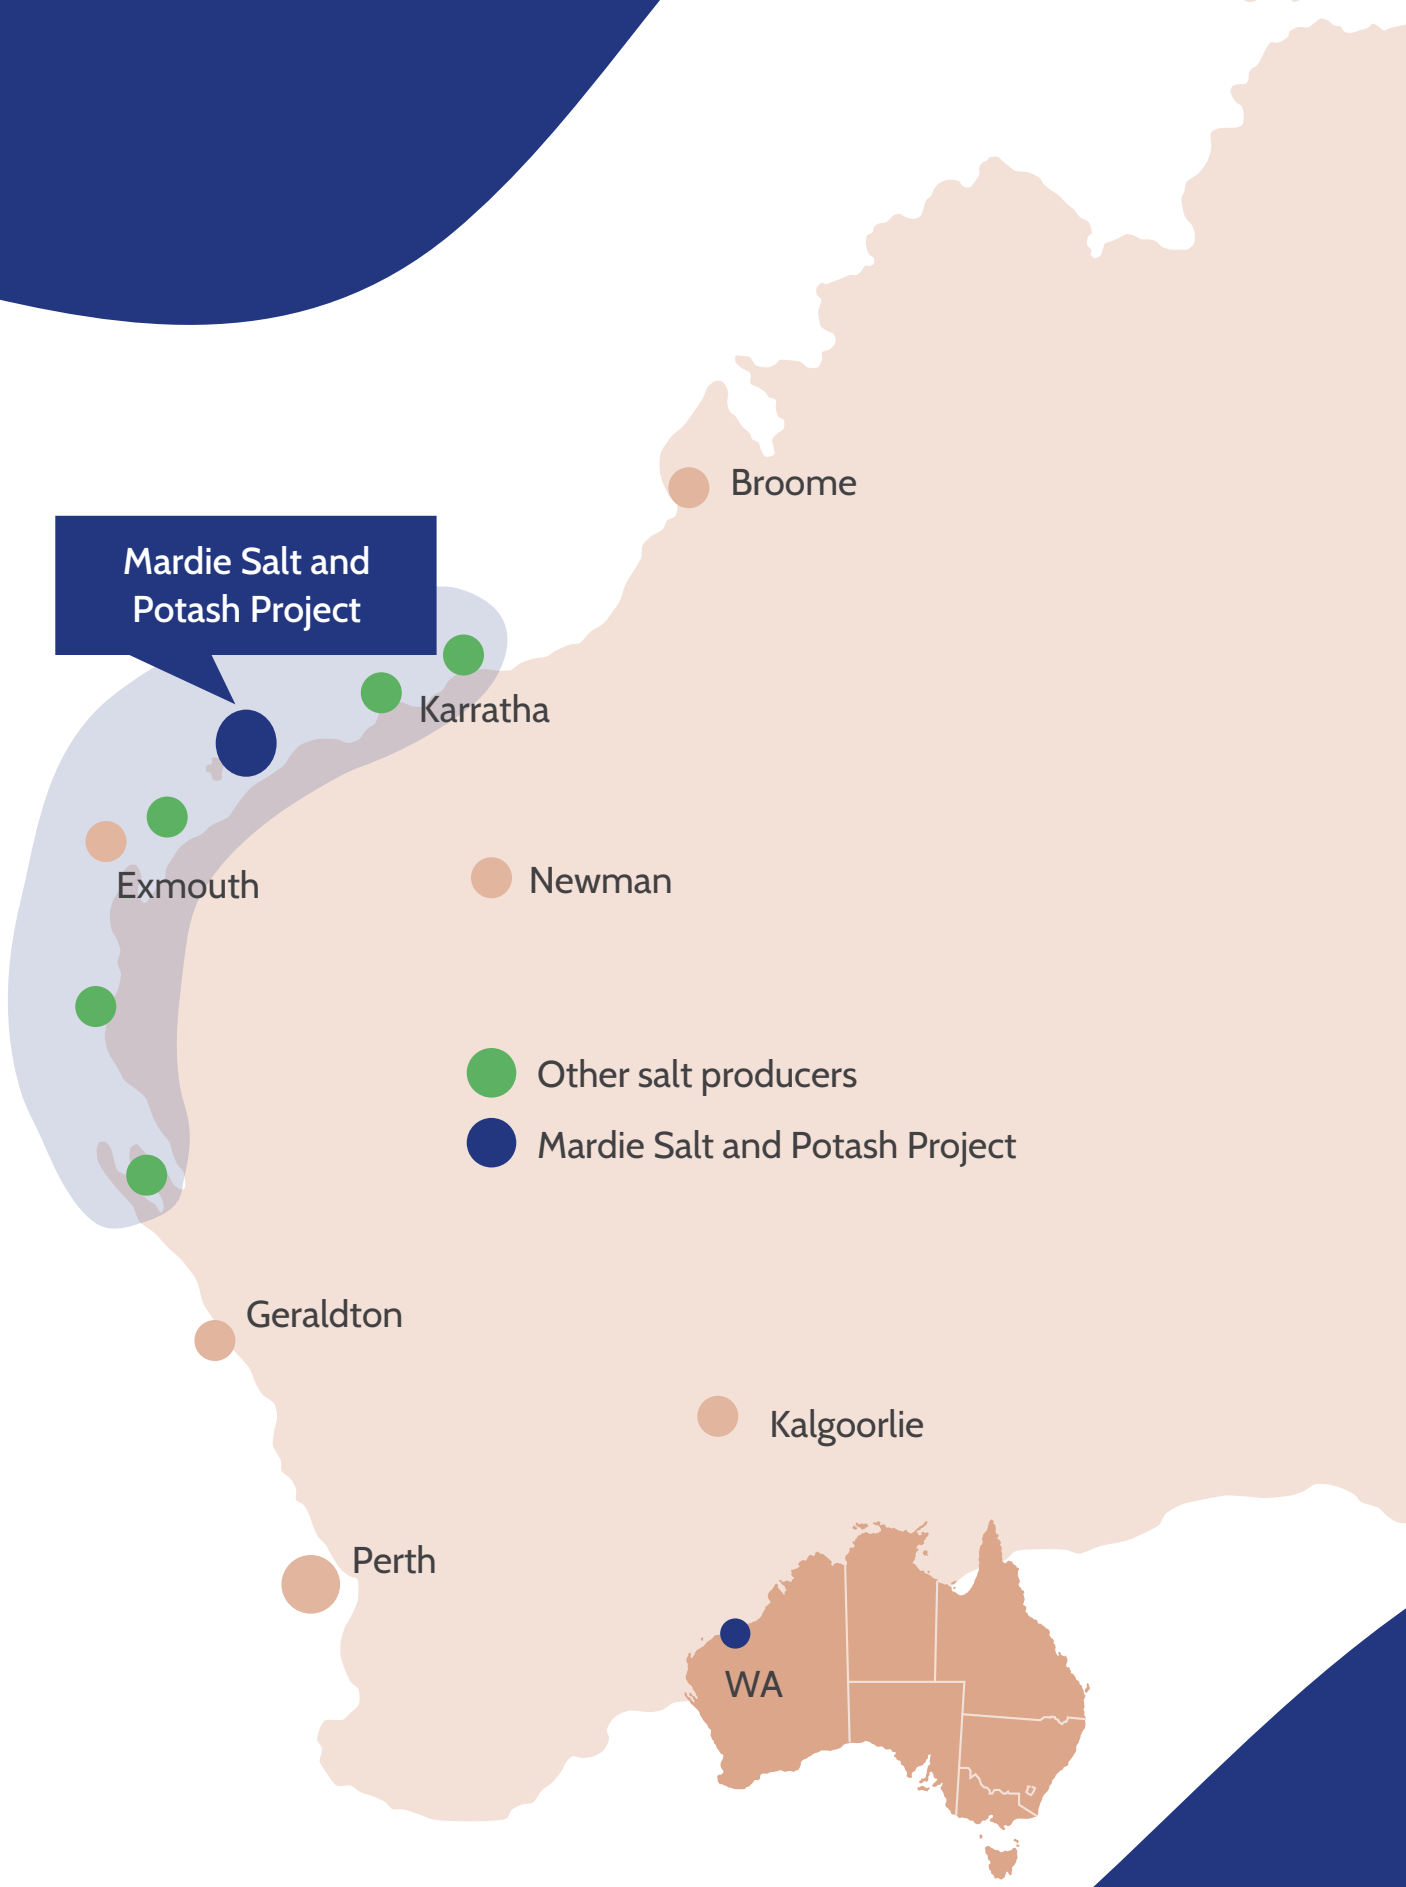 Broome
Mardie Salt and
Potash Project
Karratha
Exmouth
Newman
Other salt producers
Mardie Salt and Potash Project
Geraldton
Kalgoorlie
Perth
WA